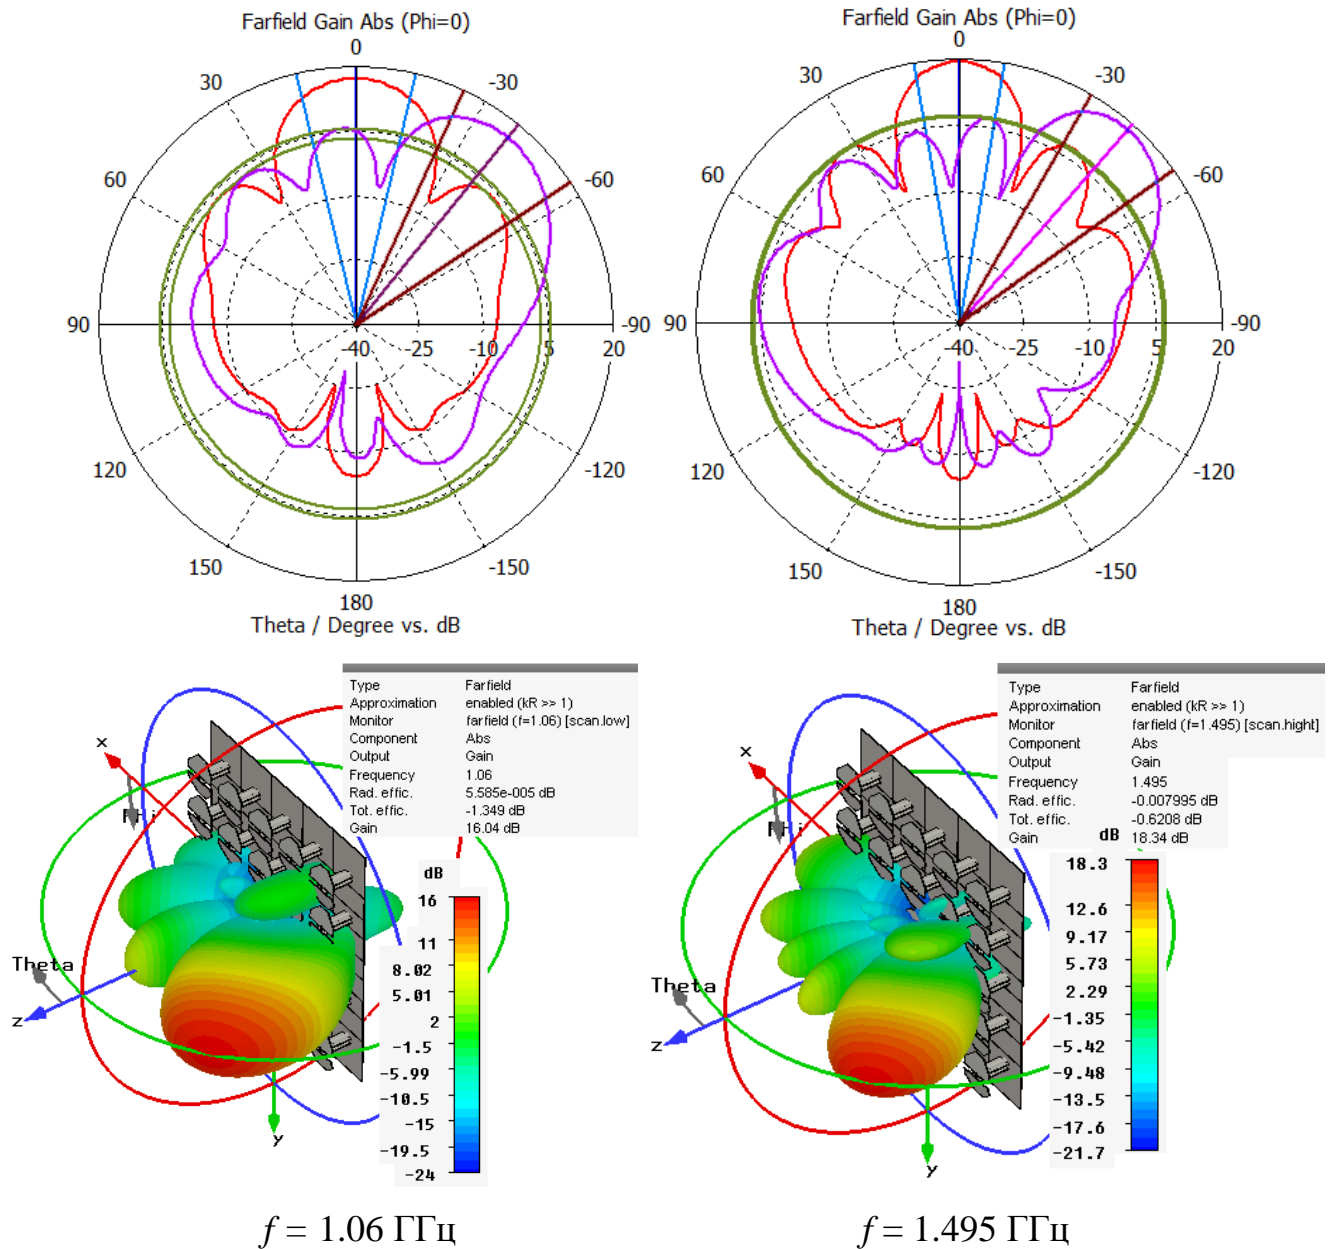 Farfield Gain Abs (Phi=0)
0
30
-30
60
-60
90
-90
-40
-25
-10
5
20
120
-120
150
-150
180
Theta / Degree vs. dB
Farfield Gain Abs (Phi=0)
0
30
-30
60
-60
90
-90
-40
-25
-10
5
20
120
-120
150
-150
180
Theta / Degree vs. dB
Type Farfield
Approximation enabled (kR >> 1)
Monitor farfield (f=1.06) [scan.low]
Component Abs
Output Gain
Frequency 1.06
Rad. effic. 5.585e-005 dB
Tot. effic. -1.349 dB
Gain 16.04 dB
x
Theta
z
y
dB
16
11
8.02
5.01
2
-1.5
-5.99
-10.5
-15
-19.5
-24
Type Farfield
Approximation enabled (kR >> 1)
Monitor farfield (f=1.495) [scan.hight]
Component Abs
Output Gain
Frequency 1.495
Rad. effic. -0.007995 dB
Tot. effic. -0.6208 dB
Gain 18.34 dB
x
Theta
z
y
dB
18.3
12.6
9.17
5.73
2.29
-1.35
-5.42
-9.48
-13.5
-17.6
-21.7
f = 1.06 ГГц
f = 1.495 ГГц